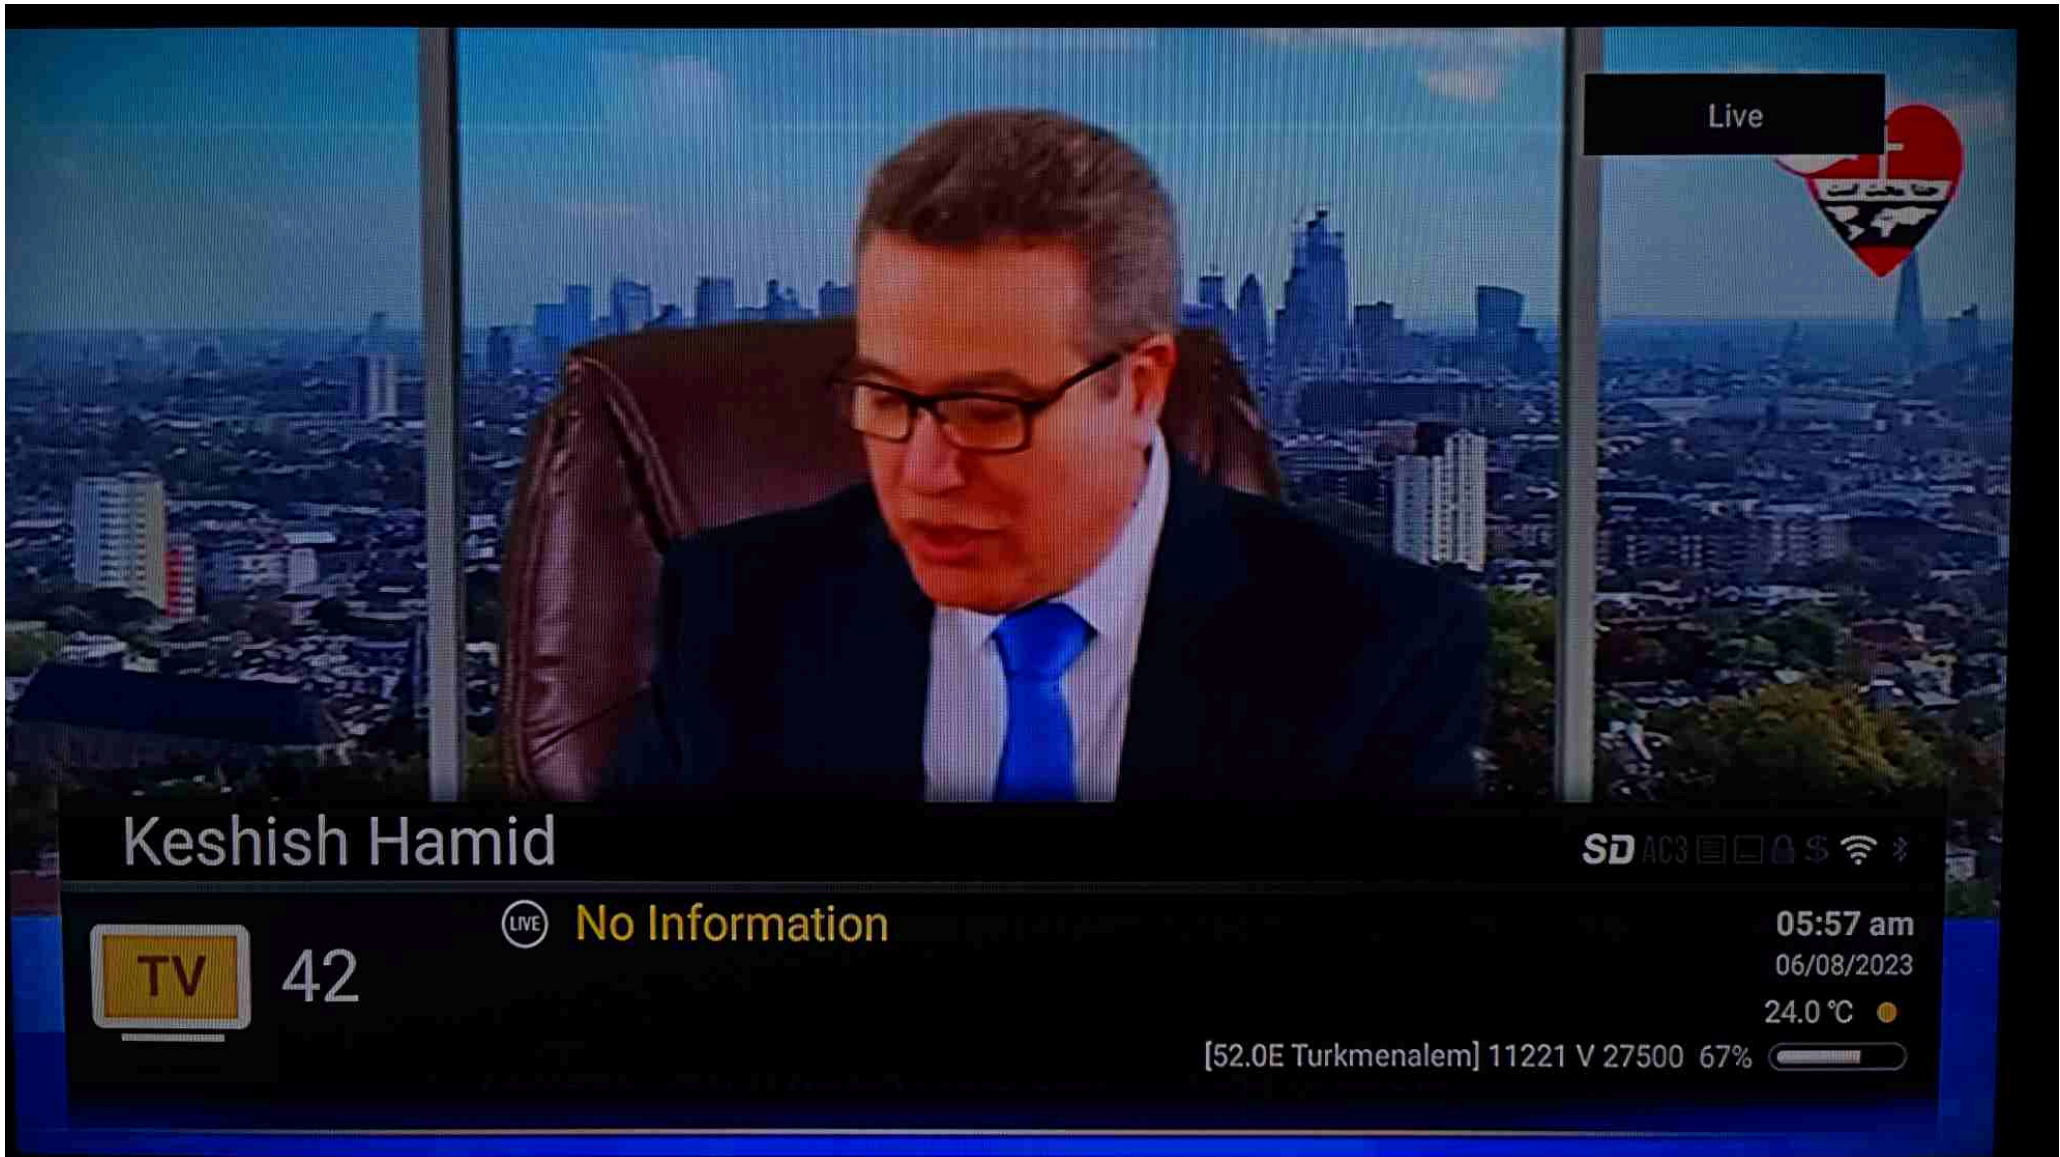 Live
Keshish Hamid
SD AC3 $
LIVE No Information
TV 42
05:57 am
06/08/2023
24.0 °C
[52.0E Turkmenalem] 11221 V 27500 67%